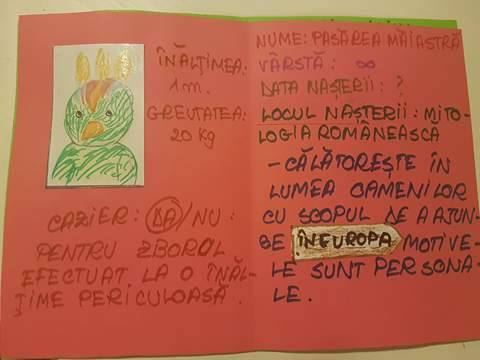 ÎNĂLȚIMEA:
1m.
GREUTATEA:
20 Kg
CAZIER: DA/NU:
PENTRU ZBORUL
EFECTUAT LA O ÎNĂL-
ȚIME PERICULOASĂ.
NUME: PASĂREA MĂIASTRĂ
VÂRSTĂ: ∞
DATA NAȘTERII: ?
LOCUL NAȘTERII: MITO-
LOGIA ROMÂNEASCA
- CĂLĂTOREȘTE ÎN
LUMEA OAMENILOR
CU SCOPUL DE A AJUN-
GE ÎN EUROPA MOTIVE-
LE SUNT PERSONA-
LE.